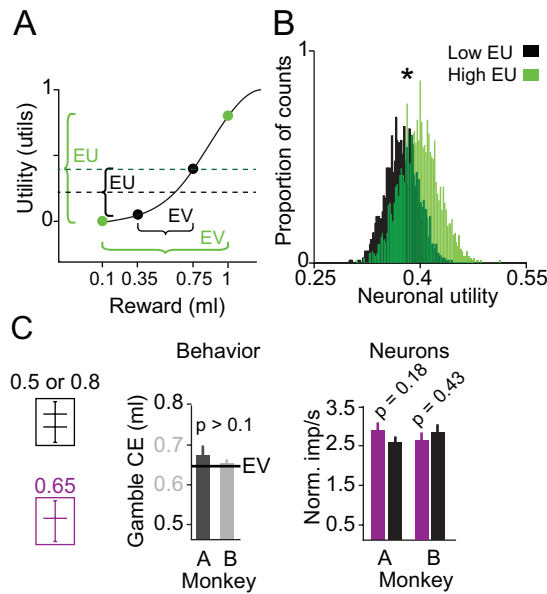 A
Utility (utils)
1
0
EU
EU
EV
EV
0.1 0.35 0.75 1
Reward (ml)
B
Proportion of counts
1
0
*
Low EU
High EU
0.25 0.4 0.55
Neuronal utility
C
0.5 or 0.8
0.65
Behavior
Gamble CE (ml)
0.8
0.7
0.6
0.5
p > 0.1
EV
A B
Monkey
Neurons
Norm. imp/s
3.5
2.5
1.5
0.5
p = 0.18
p = 0.43
A B
Monkey